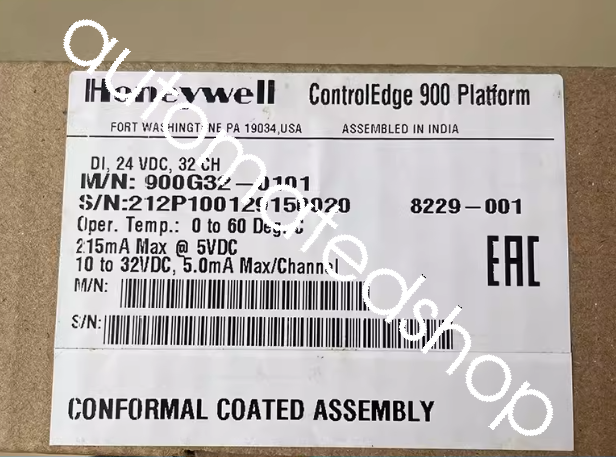 Honeywell ControlEdge 900 Platform
FORT WASHINGT NE PA 19034,USA ASSEMBLED IN INDIA
DI, 24 VDC, 32 CH
M/N: 900G32-0101
S/N:212P100129150020 8229-001
Oper. Temp.: 0 to 60 Deg. C
215mA Max @ 5VDC
10 to 32VDC, 5.0mA Max/Channel
EAC
M/N:
S/N:
CONFORMAL COATED ASSEMBLY
automatedshop